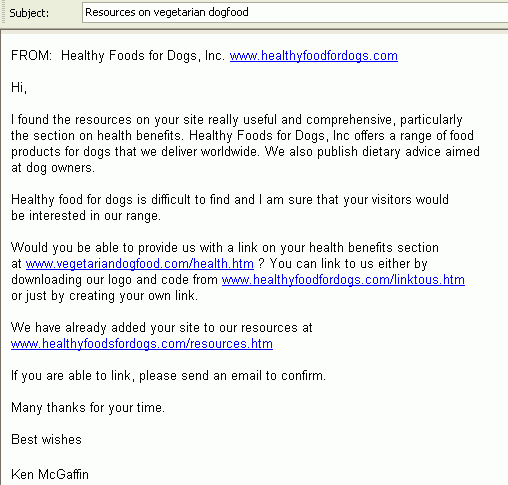 Subject: Resources on vegetarian dogfood
FROM: Healthy Foods for Dogs, Inc. www.healthyfoodfordogs.com
Hi,
I found the resources on your site really useful and comprehensive, particularly
the section on health benefits. Healthy Foods for Dogs, Inc offers a range of food
products for dogs that we deliver worldwide. We also publish dietary advice aimed
at dog owners.
Healthy food for dogs is difficult to find and I am sure that your visitors would
be interested in our range.
Would you be able to provide us with a link on your health benefits section
at www.vegetariandogfood.com/health.htm ? You can link to us either by
downloading our logo and code from www.healthyfoodfordogs.com/linktous.htm
or just by creating your own link.
We have already added your site to our resources at
www.healthyfoodsfordogs.com/resources.htm
If you are able to link, please send an email to confirm.
Many thanks for your time.
Best wishes
Ken McGaffin